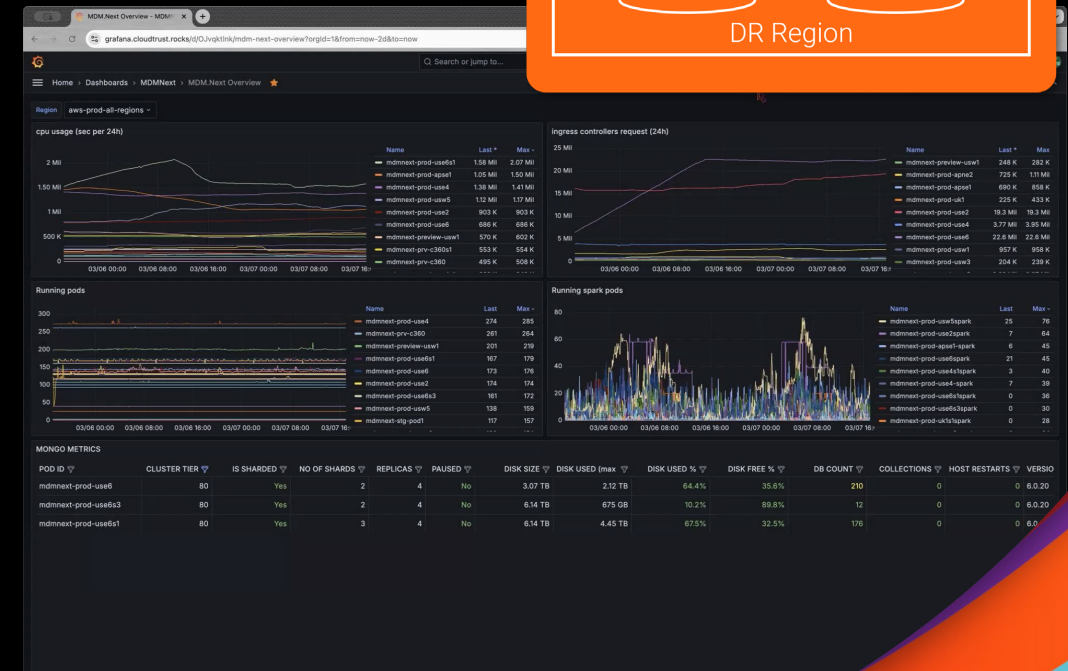 MDM.Next Overview - MDMN
grafana.cloudtrust.rocks/d/OJvqktlnk/mdm-next-overview?orgId=1&from=now-2d&to=now
DR Region
Search or jump to...
Home › Dashboards › MDMNext › MDM.Next Overview
Region aws-prod-all-regions
cpu usage (sec per 24h)
Name Last * Max
2 Mil
1.50 Mil
1 Mil
500 K
0
03/06 00:00 03/06 08:00 03/06 16:00 03/07 00:00 03/07 08:00 03/07 16:
mdmnext-prod-use6s1 1.58 Mil 2.07 Mil
mdmnext-prod-apse1 1.05 Mil 1.50 Mil
mdmnext-prod-use4 1.38 Mil 1.41 Mil
mdmnext-prod-usw5 1.12 Mil 1.17 Mil
mdmnext-prod-use2 903 K 903 K
mdmnext-prod-use6 686 K 686 K
mdmnext-preview-usw1 570 K 602 K
mdmnext-prv-c360s1 553 K 554 K
mdmnext-prv-c360 495 K 508 K
ingress controllers request (24h)
25 Mil
20 Mil
15 Mil
10 Mil
5 Mil
0
03/06 00:00 03/06 08:00 03/06 16:00 03/07 00:00 03/07 08:00 03/07 16:
Name Last * Max
mdmnext-preview-usw1 248 K 282 K
mdmnext-prod-apne2 725 K 1.11 Mil
mdmnext-prod-apse1 690 K 858 K
mdmnext-prod-uk1 225 K 433 K
mdmnext-prod-use2 19.3 Mil 19.3 Mil
mdmnext-prod-use4 3.77 Mil 3.95 Mil
mdmnext-prod-use6 22.6 Mil 22.6 Mil
mdmnext-prod-usw1 957 K 958 K
mdmnext-prod-usw3 204 K 239 K
Running pods
300
250
200
150
100
50
0
03/06 00:00 03/06 08:00 03/06 16:00 03/07 00:00 03/07 08:00 03/07 16:
Name Last Max
mdmnext-prod-use4 274 285
mdmnext-prv-c360 261 264
mdmnext-preview-usw1 201 219
mdmnext-prod-use6s1 167 179
mdmnext-prod-use6 173 176
mdmnext-prod-use2 174 174
mdmnext-prod-use6s3 161 172
mdmnext-prod-usw5 138 159
mdmnext-stg-pod1 117 157
Running spark pods
80
60
40
20
0
03/06 00:00 03/06 08:00 03/06 16:00 03/07 00:00 03/07 08:00 03/07 16:
Name Last Max
mdmnext-prod-usw5spark 25 76
mdmnext-prod-use2spark 7 64
mdmnext-prod-apse1-spark 6 45
mdmnext-prod-use6spark 21 45
mdmnext-prod-use4s1spark 3 40
mdmnext-prod-use4-spark 7 39
mdmnext-prod-use6s1spark 0 36
mdmnext-prod-use6s3spark 0 30
mdmnext-prod-uk1s1spark 0 28
MONGO METRICS
POD ID CLUSTER TIER IS SHARDED NO OF SHARDS REPLICAS PAUSED DISK SIZE DISK USED (max DISK USED % DISK FREE % DB COUNT COLLECTIONS HOST RESTARTS VERSIO
mdmnext-prod-use6 80 Yes 2 4 No 3.07 TB 2.12 TB 64.4% 35.6% 210 0 0 6.0.20
mdmnext-prod-use6s3 80 Yes 2 4 No 6.14 TB 675 GB 10.2% 89.8% 12 0 0 6.0.20
mdmnext-prod-use6s1 80 Yes 3 4 No 6.14 TB 4.45 TB 67.5% 32.5% 176 0 0 6.0.